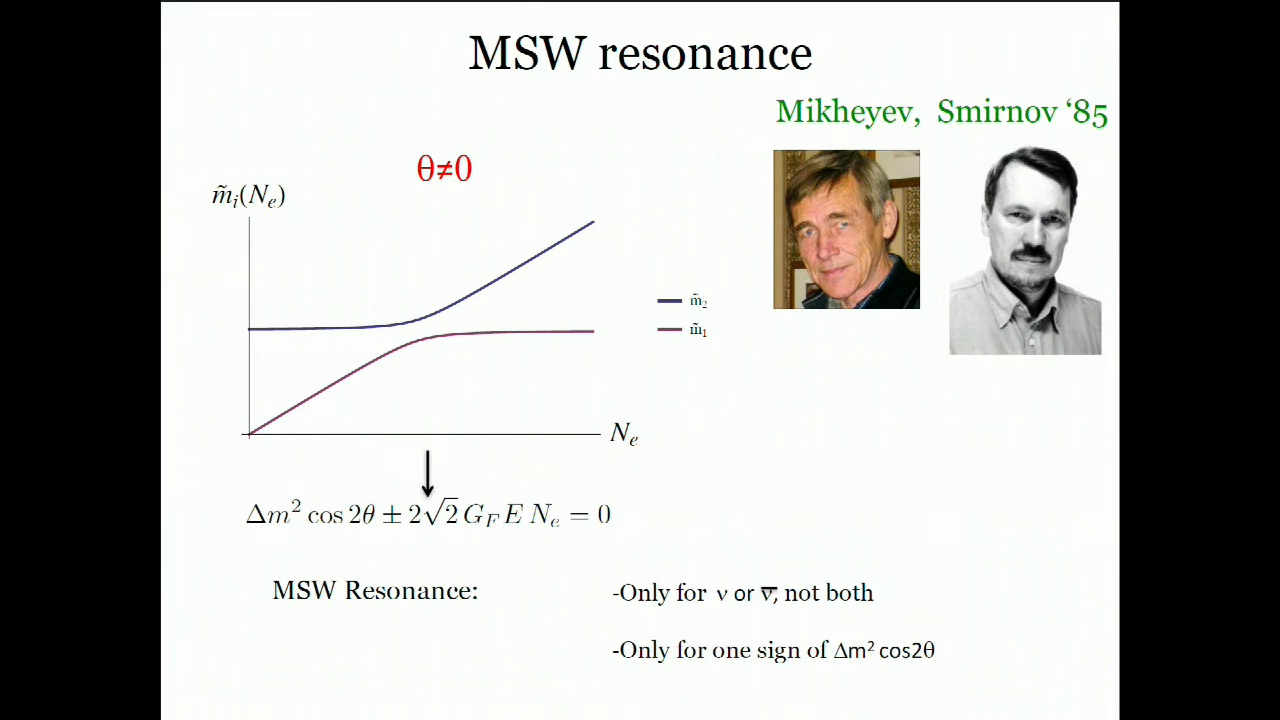 MSW resonance
Mikheyev, Smirnov ‘85
θ≠0
m̃ᵢ(Nₑ)
m̃₂
m̃₁
Nₑ
Δm² cos 2θ ± 2√2 G_F E Nₑ = 0
MSW Resonance:
-Only for ν or ν̅, not both
-Only for one sign of Δm² cos2θ